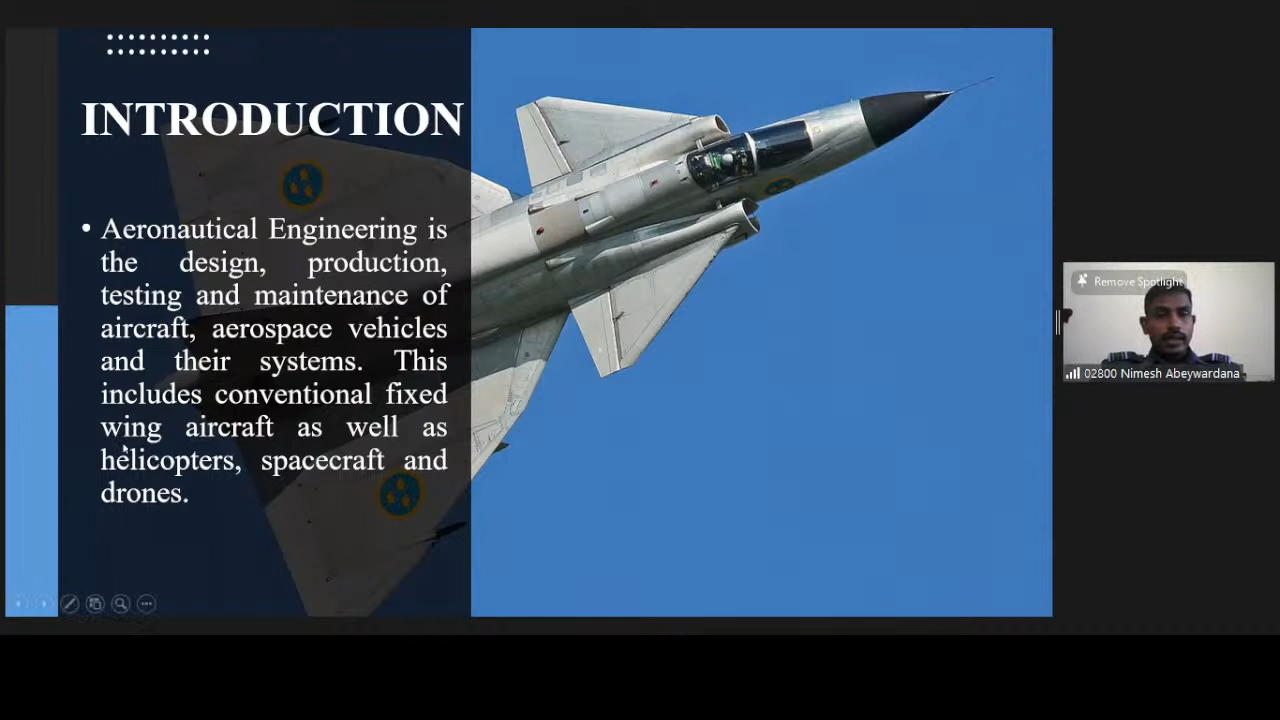 INTRODUCTION
• Aeronautical Engineering is
the design, production,
testing and maintenance of
aircraft, aerospace vehicles
and their systems. This
includes conventional fixed
wing aircraft as well as
helicopters, spacecraft and
drones.
Remove Spotlight
02800 Nimesh Abeywardana